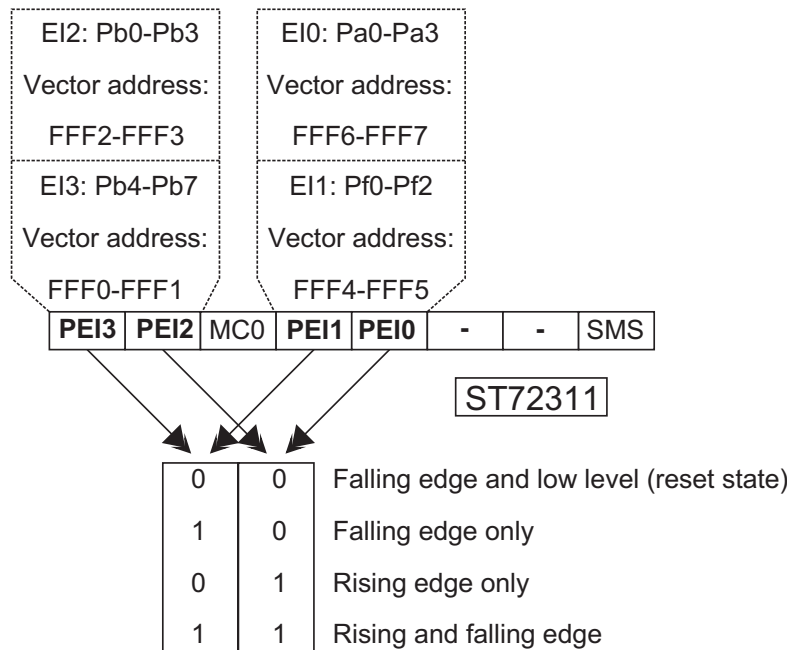 EI2: Pb0-Pb3
Vector address:
FFF2-FFF3
EI3: Pb4-Pb7
Vector address:
FFF0-FFF1
EI0: Pa0-Pa3
Vector address:
FFF6-FFF7
EI1: Pf0-Pf2
Vector address:
FFF4-FFF5
PEI3 PEI2 MC0 PEI1 PEI0 - - SMS
ST72311
0 0 Falling edge and low level (reset state)
1 0 Falling edge only
0 1 Rising edge only
1 1 Rising and falling edge